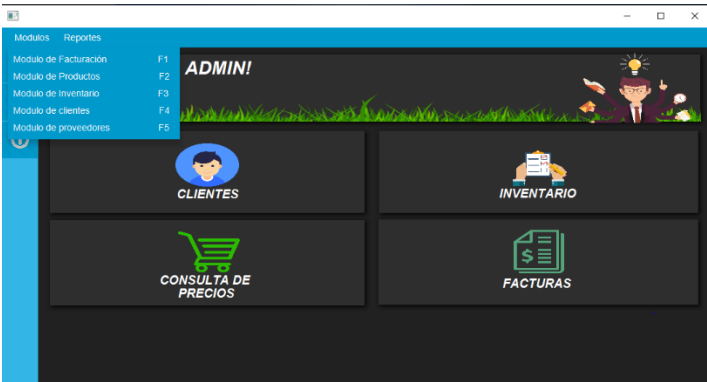 Modulos Reportes
Modulo de Facturación F1
Modulo de Productos F2
Modulo de Inventario F3
Modulo de clientes F4
Modulo de proveedores F5
ADMIN!
CLIENTES
INVENTARIO
CONSULTA DE
PRECIOS
FACTURAS